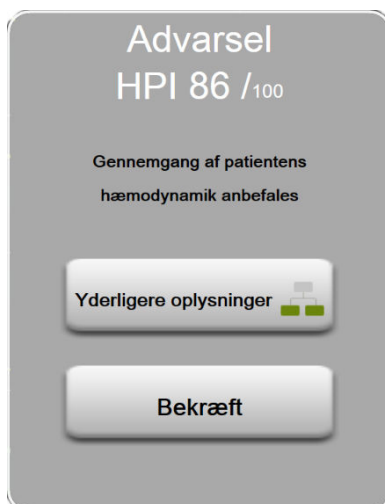 Advarsel
HPI 86 /100
Gennemgang af patientens
hæmodynamik anbefales
Yderligere oplysninger
Bekræft